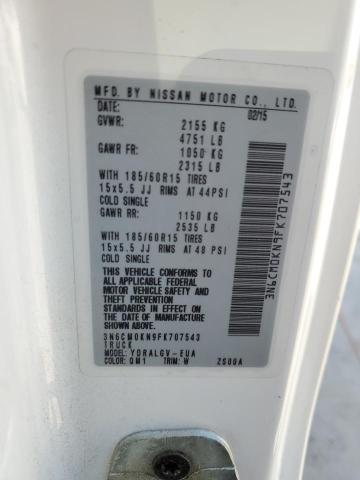 MFD. BY NISSAN MOTOR CO., LTD.
DATE: 02/15
GVWR: 2155 KG
4751 LB
GAWR FR: 1050 KG
2315 LB
WITH 185/60R15 TIRES
15x5.5 JJ RIMS AT 44PSI
COLD SINGLE
GAWR RR: 1150 KG
2535 LB
WITH 185/60R15 TIRES
15x5.5 JJ RIMS AT 48 PSI
COLD SINGLE
THIS VEHICLE CONFORMS TO
ALL APPLICABLE FEDERAL
MOTOR VEHICLE SAFETY
STANDARDS IN EFFECT ON
THE DATE OF MANUFACTURE
SHOWN ABOVE
3N6CM0KN9FK707543
TRUCK
MODEL: YDRALGV-EUA
COLOR: QM1 TRIM: W ZS00A
3N6CM0KN9FK707543